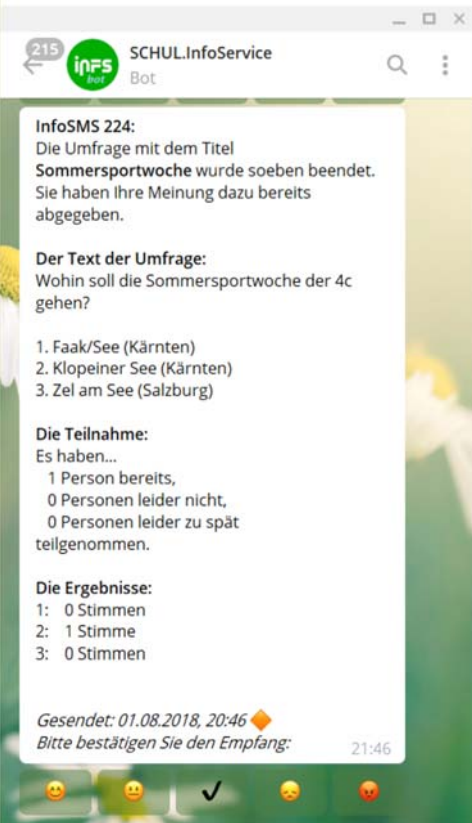 215
infs
bot
SCHUL.InfoService
Bot
InfoSMS 224:
Die Umfrage mit dem Titel
Sommersportwoche wurde soeben beendet.
Sie haben Ihre Meinung dazu bereits
abgegeben.
Der Text der Umfrage:
Wohin soll die Sommersportwoche der 4c
gehen?
1. Faak/See (Kärnten)
2. Klopeiner See (Kärnten)
3. Zel am See (Salzburg)
Die Teilnahme:
Es haben...
1 Person bereits,
0 Personen leider nicht,
0 Personen leider zu spät
teilgenommen.
Die Ergebnisse:
1: 0 Stimmen
2: 1 Stimme
3: 0 Stimmen
Gesendet: 01.08.2018, 20:46 🔶
Bitte bestätigen Sie den Empfang:
21:46